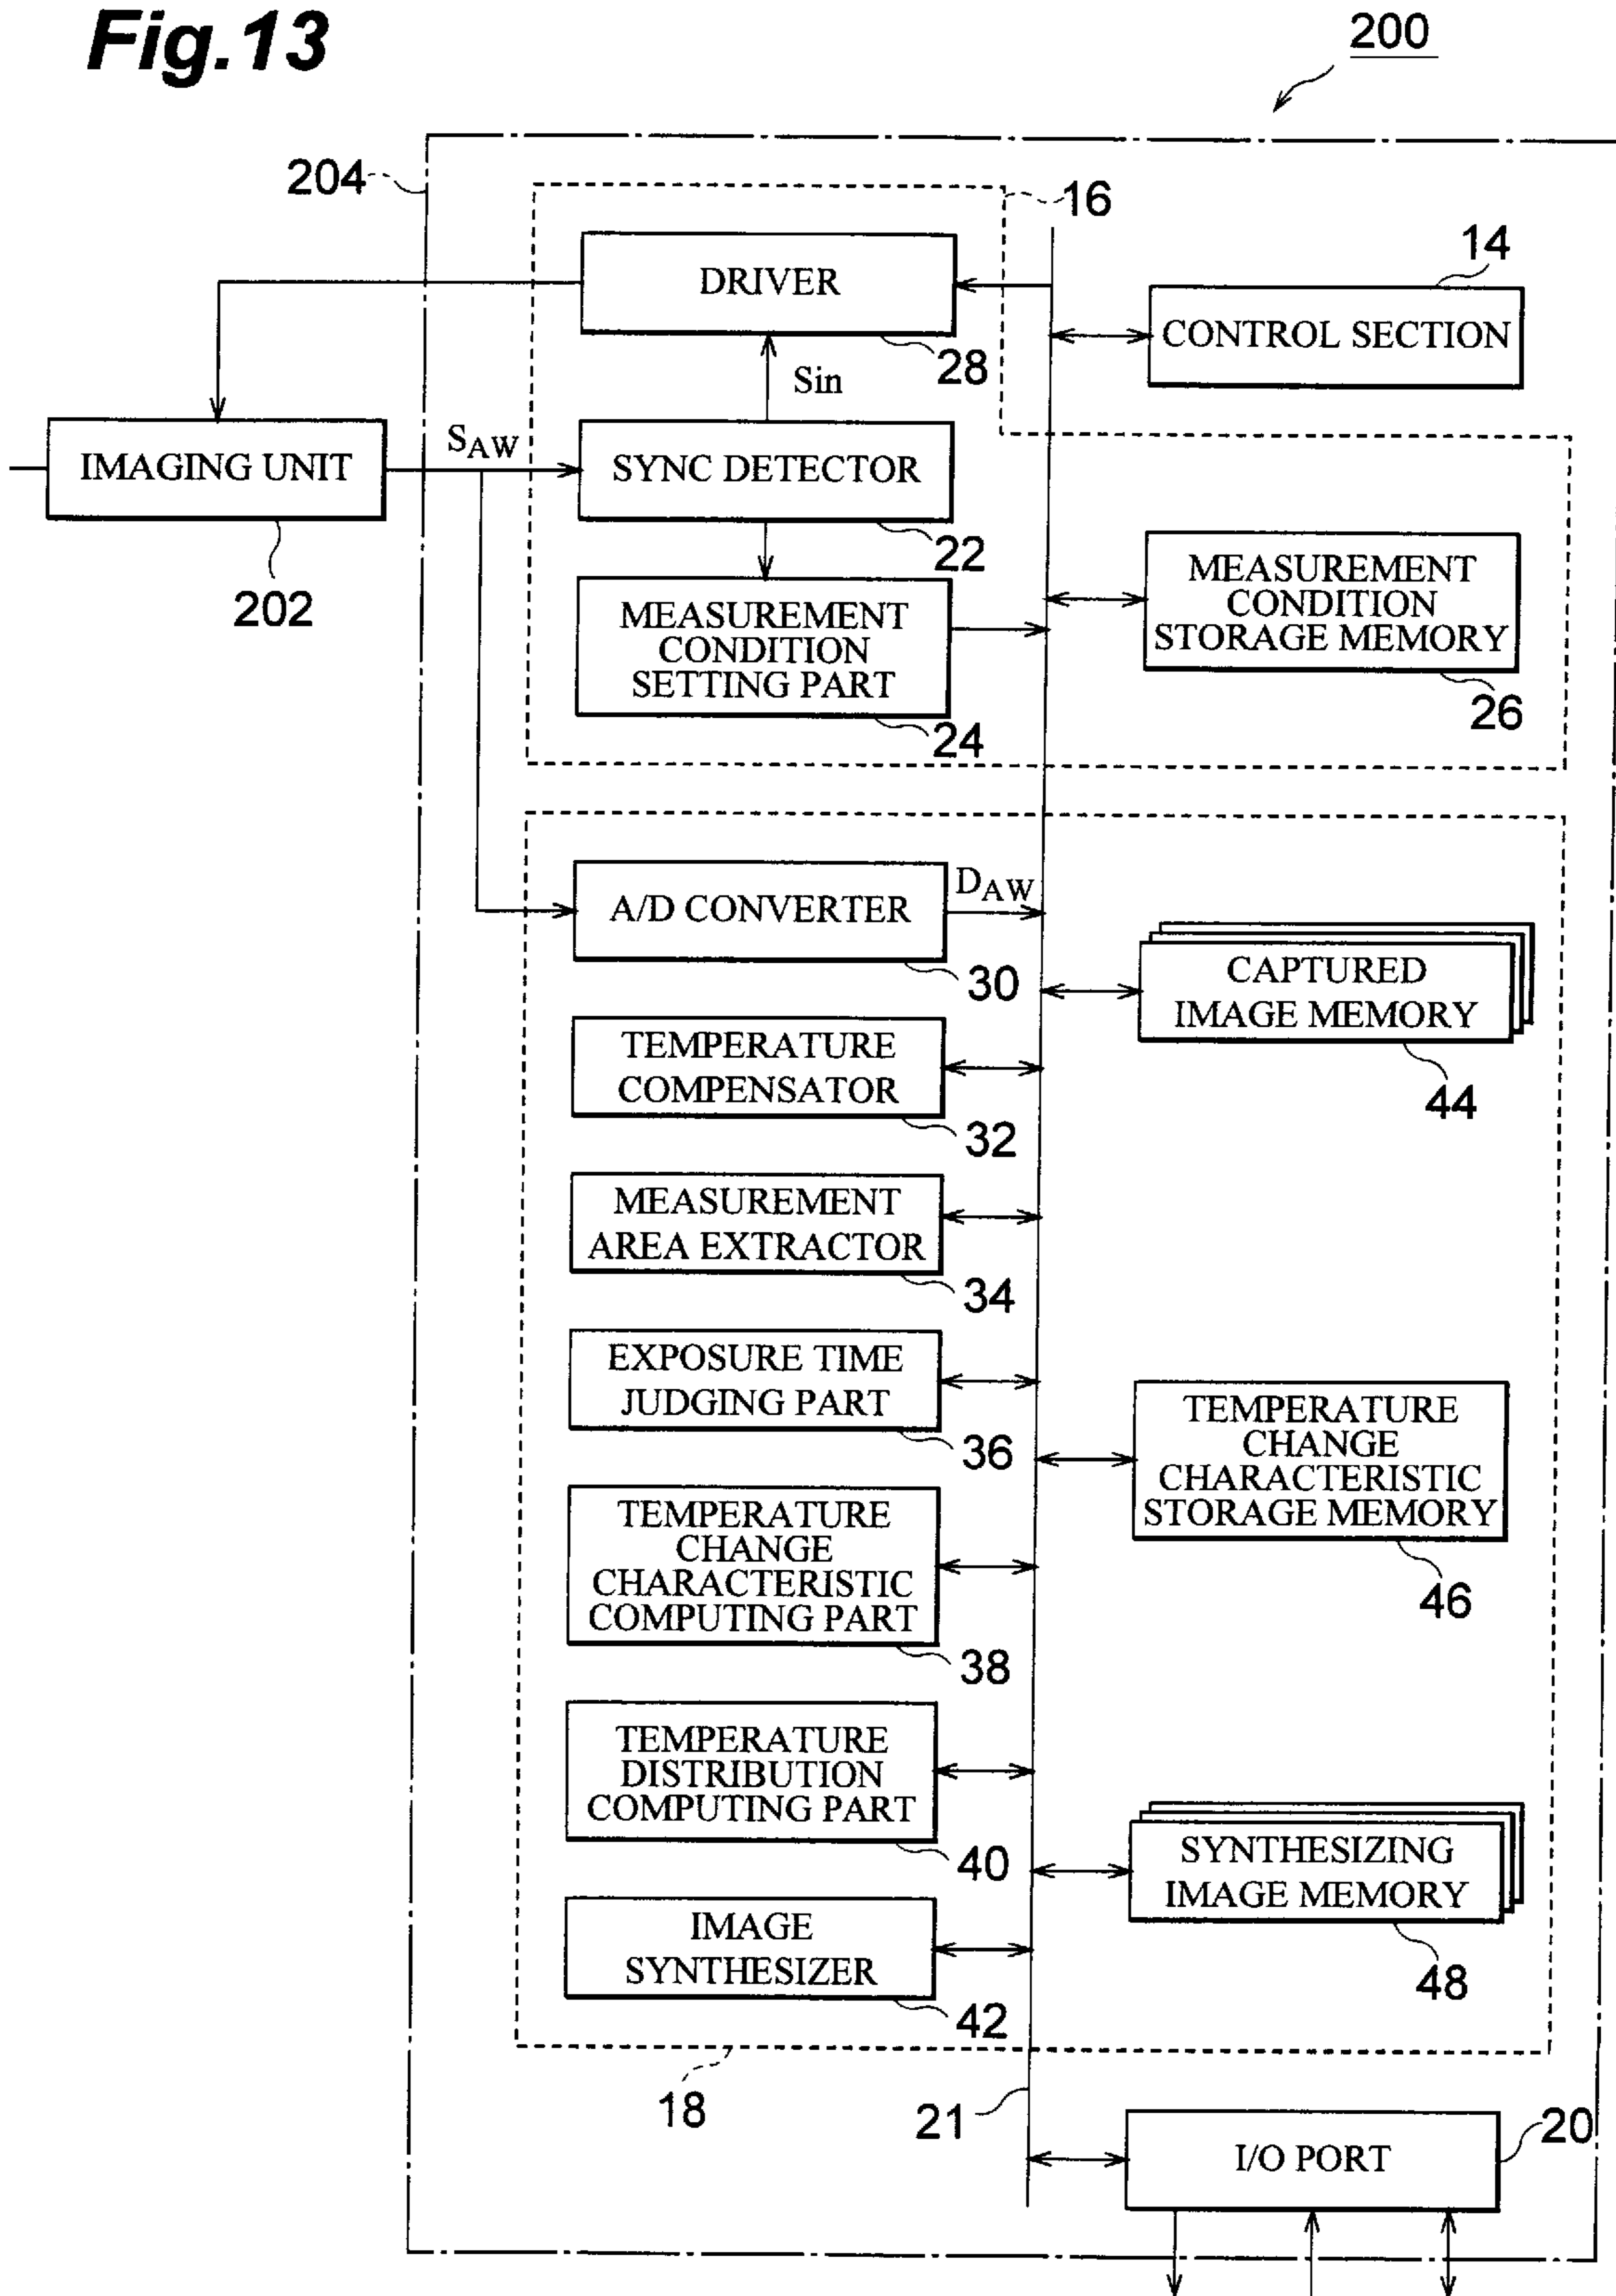 Fig.13
200
204
16
DRIVER
28
14
CONTROL SECTION
Sin
SAW
IMAGING UNIT
202
SYNC DETECTOR
22
MEASUREMENT
CONDITION
SETTING PART
24
MEASUREMENT
CONDITION
STORAGE MEMORY
26
A/D CONVERTER
DAW
30
CAPTURED
IMAGE MEMORY
44
TEMPERATURE
COMPENSATOR
32
MEASUREMENT
AREA EXTRACTOR
34
EXPOSURE TIME
JUDGING PART
36
TEMPERATURE
CHANGE
CHARACTERISTIC
STORAGE MEMORY
46
TEMPERATURE
CHANGE
CHARACTERISTIC
COMPUTING PART
38
TEMPERATURE
DISTRIBUTION
COMPUTING PART
40
SYNTHESIZING
IMAGE MEMORY
48
IMAGE
SYNTHESIZER
42
18
21
I/O PORT
20